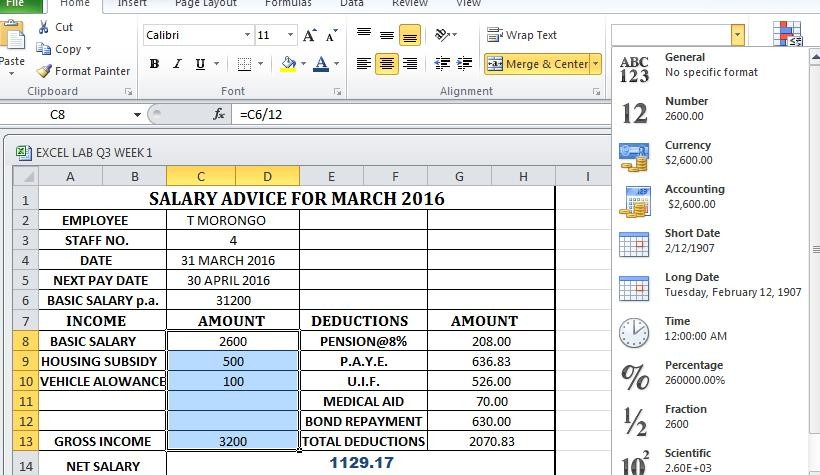 File Home Insert Page Layout Formulas Data Review View
Cut
Copy
Format Painter
Paste
Clipboard
Calibri 11
B I U A
Font
Wrap Text
Merge & Center
Alignment
C8 fx =C6/12
EXCEL LAB Q3 WEEK 1
A B C D E F G H I
1 SALARY ADVICE FOR MARCH 2016
2 EMPLOYEE T MORONGO
3 STAFF NO. 4
4 DATE 31 MARCH 2016
5 NEXT PAY DATE 30 APRIL 2016
6 BASIC SALARY p.a. 31200
7 INCOME AMOUNT DEDUCTIONS AMOUNT
8 BASIC SALARY 2600 PENSION@8% 208.00
9 HOUSING SUBSIDY 500 P.A.Y.E. 636.83
10 VEHICLE ALOWANCE 100 U.I.F. 526.00
11 MEDICAL AID 70.00
12 BOND REPAYMENT 630.00
13 GROSS INCOME 3200 TOTAL DEDUCTIONS 2070.83
14 NET SALARY 1129.17
ABC
123
General
No specific format
12
Number
2600.00
Currency
$2,600.00
Accounting
$2,600.00
Short Date
2/12/1907
Long Date
Tuesday, February 12, 1907
Time
12:00:00 AM
%
Percentage
260000.00%
½
Fraction
2600
10²
Scientific
2.60E+03